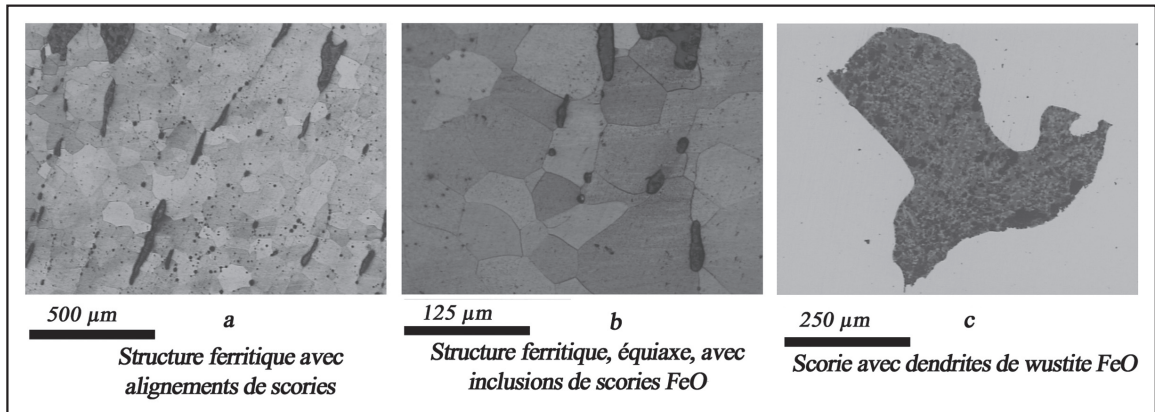 500 µm
a
Structure ferritique avec
alignements de scories
125 µm
b
Structure ferritique, équiaxe, avec
inclusions de scories FeO
250 µm
c
Scorie avec dendrites de wustite FeO